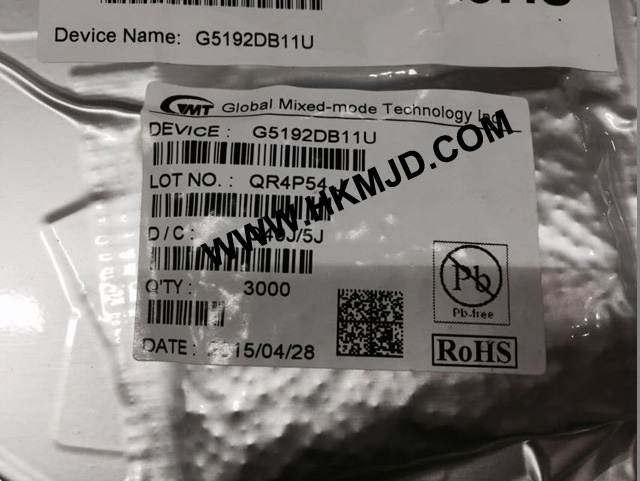 Device Name: G5192DB11U
GMT Global Mixed-mode Technology Inc
DEVICE : G5192DB11U
LOT NO. : QR4P54
WWW.HKMJD.COM
D/C : J/5J
Q'TY : 3000
Pb
Pb-free
DATE : 2015/04/28
RoHS